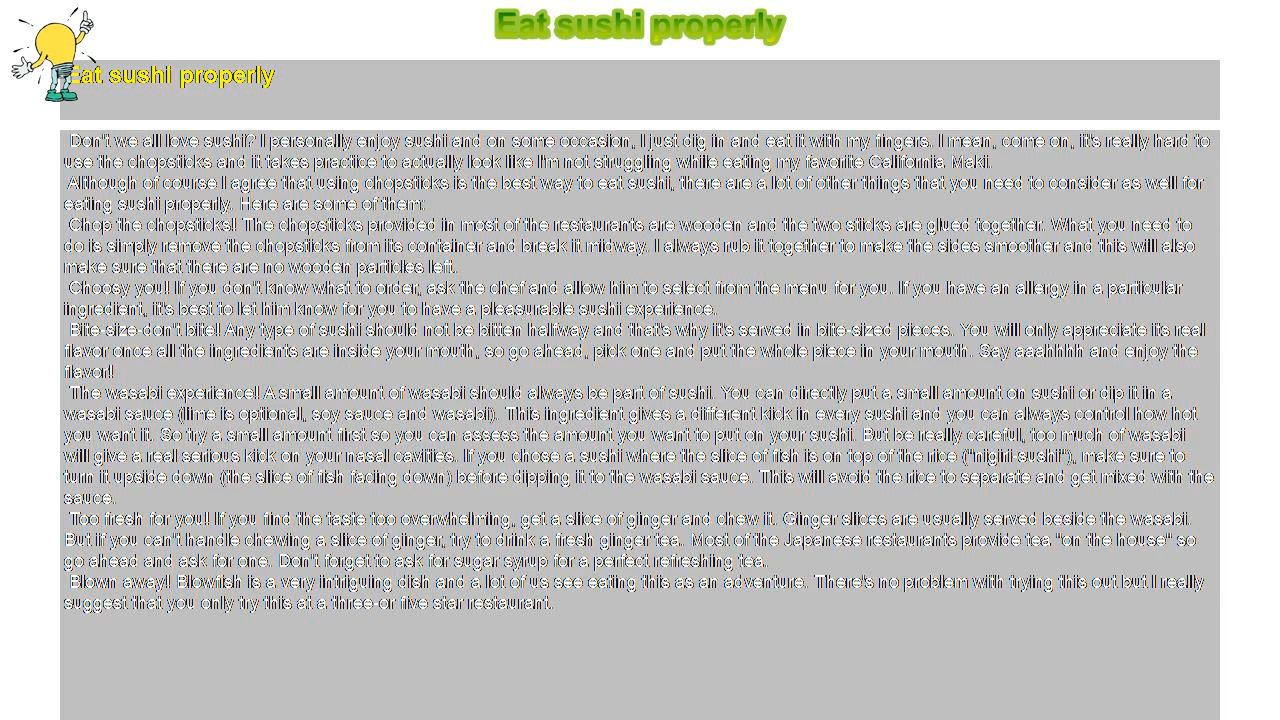 Eat sushi properly
Eat sushi properly
Don't we all love sushi? I personally enjoy sushi and on some occasion, I just dig in and eat it with my fingers. I mean, come on, it's really hard to
use the chopsticks and it takes practice to actually look like I'm not struggling while eating my favorite California Maki.
Although of course I agree that using chopsticks is the best way to eat sushi, there are a lot of other things that you need to consider as well for
eating sushi properly. Here are some of them:
Chop the chopsticks! The chopsticks provided in most of the restaurants are wooden and the two sticks are glued together. What you need to
do is simply remove the chopsticks from its container and break it midway. I always rub it together to make the sides smoother and this will also
make sure that there are no wooden particles left.
Choosy you! If you don't know what to order, ask the chef and allow him to select from the menu for you. If you have an allergy in a particular
ingredient, it's best to let him know for you to have a pleasurable sushi experience.
Bite-size-don't bite! Any type of sushi should not be bitten halfway and that's why it's served in bite-sized pieces. You will only appreciate its real
flavor once all the ingredients are inside your mouth, so go ahead, pick one and put the whole piece in your mouth. Say aaahhhh and enjoy the
flavor!
The wasabi experience! A small amount of wasabi should always be part of sushi. You can directly put a small amount on sushi or dip it in a
wasabi sauce (lime is optional, soy sauce and wasabi). This ingredient gives a different kick in every sushi and you can always control how hot
you want it. So try a small amount first so you can assess the amount you want to put on your sushi. But be really careful, too much of wasabi
will give a real serious kick on your nasal cavities. If you chose a sushi where the slice of fish is on top of the rice ("nigiri-sushi"), make sure to
turn it upside down (the slice of fish facing down) before dipping it to the wasabi sauce. This will avoid the rice to separate and get mixed with the
sauce.
Too fresh for you! If you find the taste too overwhelming, get a slice of ginger and chew it. Ginger slices are usually served beside the wasabi.
But if you can't handle chewing a slice of ginger, try to drink a fresh ginger tea. Most of the Japanese restaurants provide tea "on the house" so
go ahead and ask for one. Don't forget to ask for sugar syrup for a perfect refreshing tea.
Blown away! Blowfish is a very intriguing dish and a lot of us see eating this as an adventure. There's no problem with trying this out but I really
suggest that you only try this at a three-or five star restaurant.